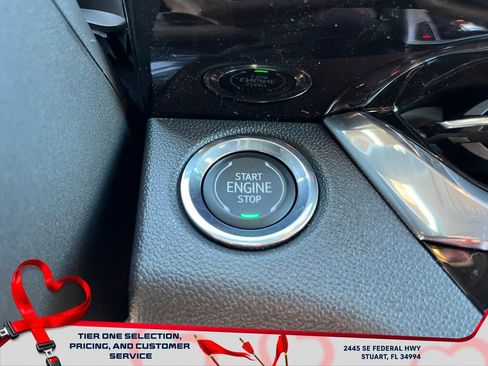 START
ENGINE
STOP
TIER ONE SELECTION,
PRICING, AND CUSTOMER
SERVICE
2445 SE FEDERAL HWY
STUART, FL 34994